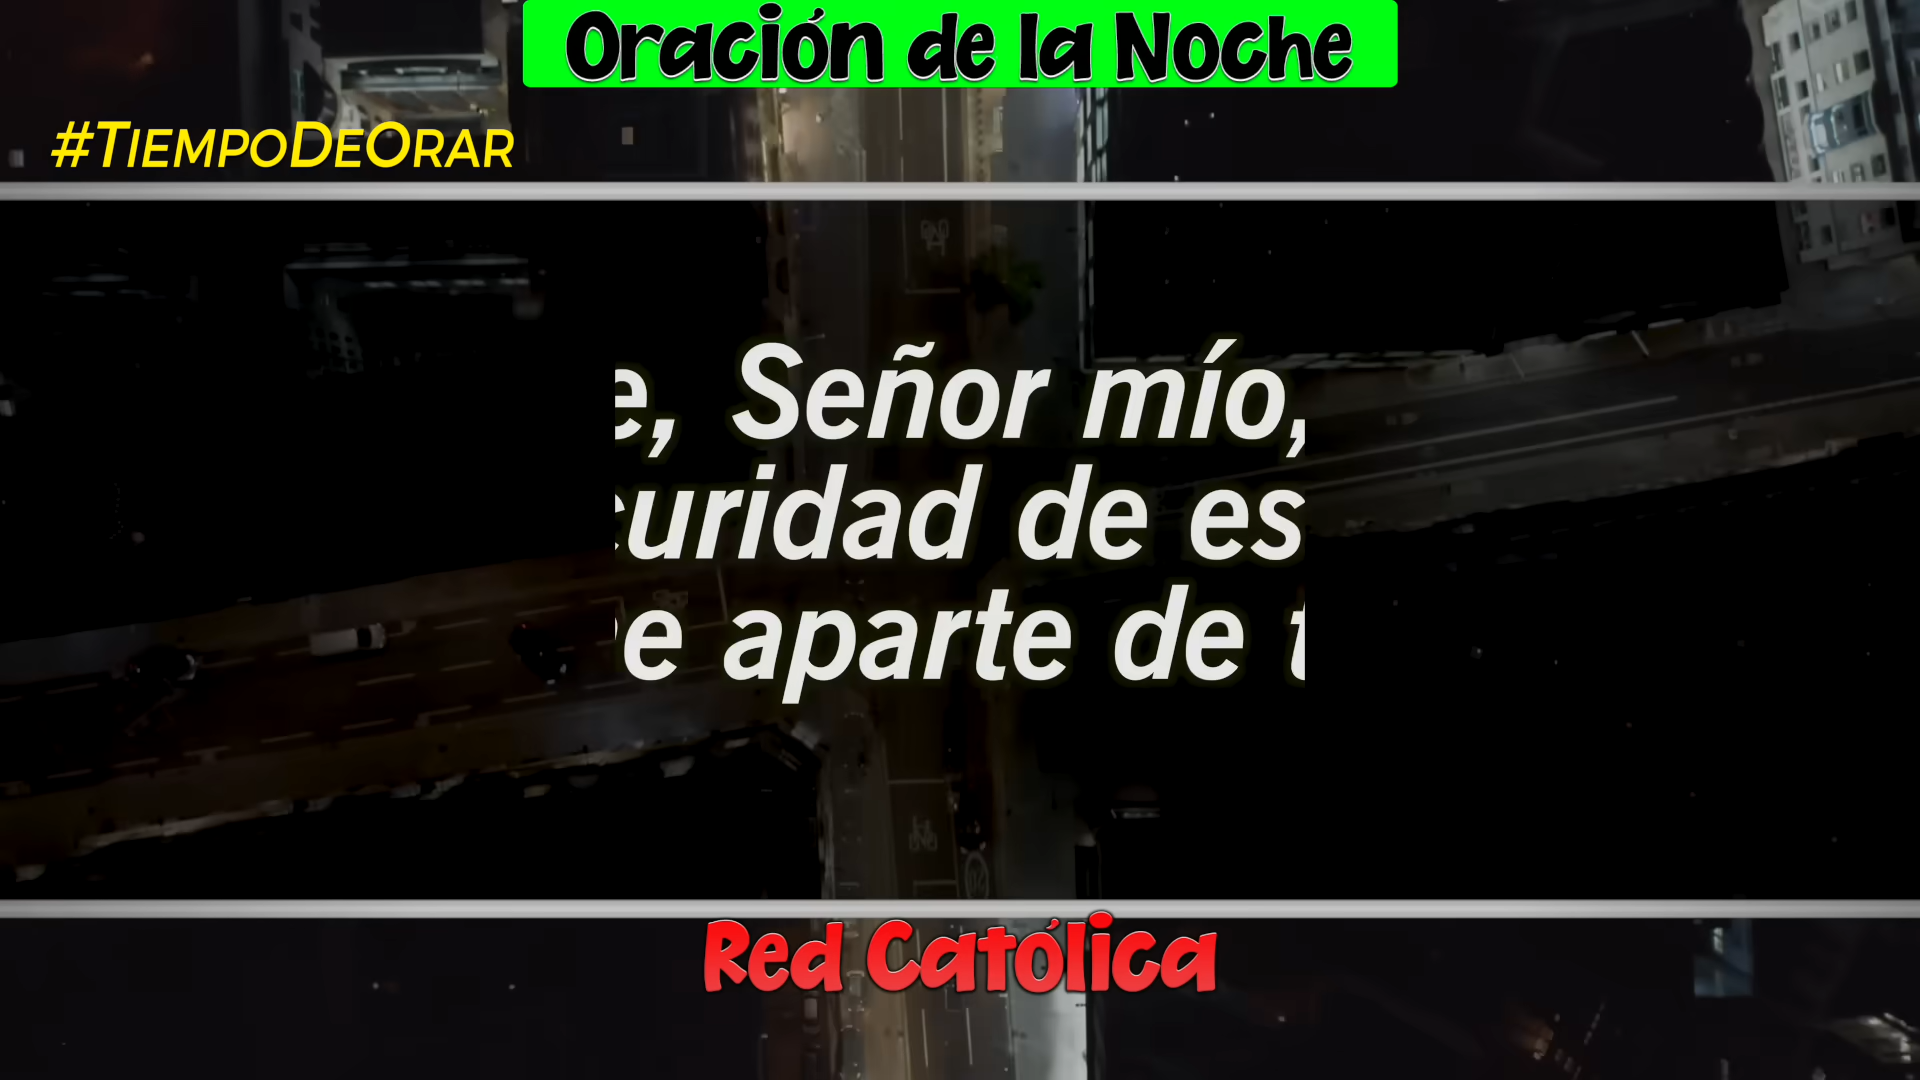 Oración de la Noche
#TiempoDeOrar
e, Señor mío,
curidad de es
e aparte de t
Red Católica